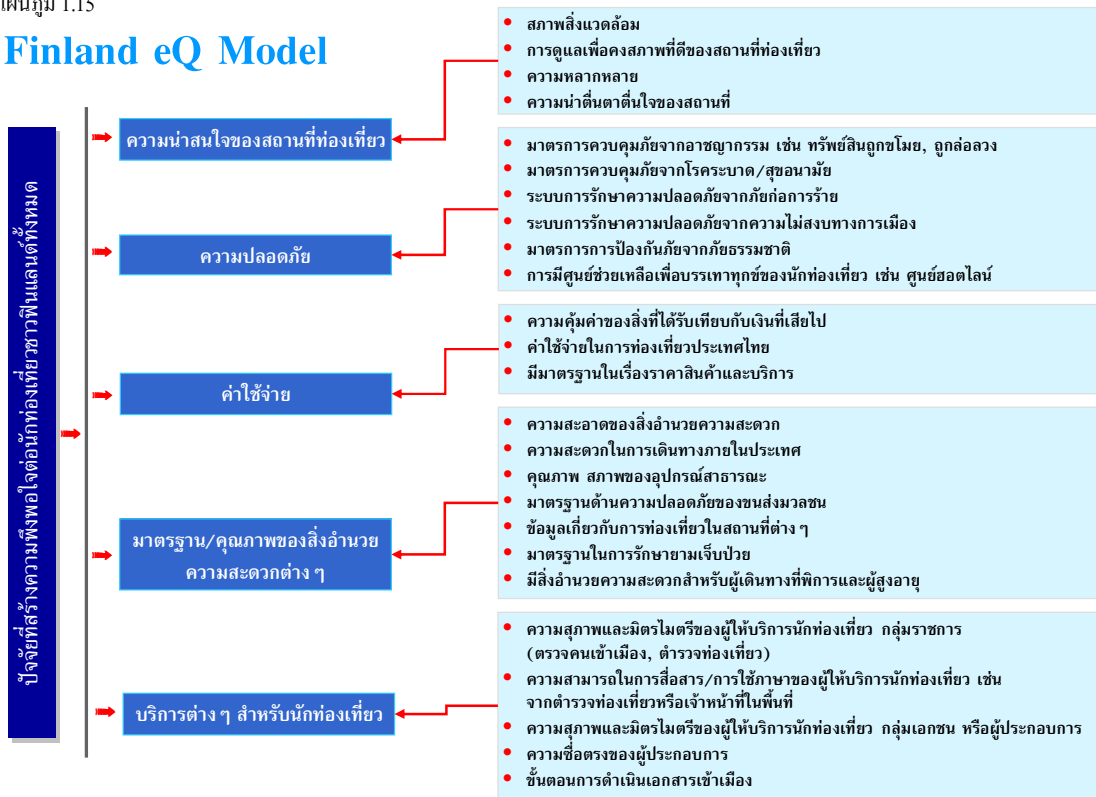 แผนภูมิ 1.15
Finland eQ Model
ปัจจัยที่สร้างความพึงพอใจต่อนักท่องเที่ยวชาวฟินแลนด์ทั้งหมด
ความน่าสนใจของสถานที่ท่องเที่ยว
• สภาพสิ่งแวดล้อม
• การดูแลเพื่อคงสภาพที่ดีของสถานที่ท่องเที่ยว
• ความหลากหลาย
• ความน่าตื่นตาตื่นใจของสถานที่
ความปลอดภัย
• มาตรการควบคุมภัยจากอาชญากรรม เช่น ทรัพย์สินถูกขโมย, ถูกล่อลวง
• มาตรการควบคุมภัยจากโรคระบาด/สุขอนามัย
• ระบบการรักษาความปลอดภัยจากภัยก่อการร้าย
• ระบบการรักษาความปลอดภัยจากความไม่สงบทางการเมือง
• มาตรการการป้องกันภัยจากภัยธรรมชาติ
• การมีศูนย์ช่วยเหลือเพื่อบรรเทาทุกข์ของนักท่องเที่ยว เช่น ศูนย์ฮอตไลน์
ค่าใช้จ่าย
• ความคุ้มค่าของสิ่งที่ได้รับเทียบกับเงินที่เสียไป
• ค่าใช้จ่ายในการท่องเที่ยวประเทศไทย
• มีมาตรฐานในเรื่องราคาสินค้าและบริการ
มาตรฐาน/คุณภาพของสิ่งอำนวย
ความสะดวกต่าง ๆ
• ความสะอาดของสิ่งอำนวยความสะดวก
• ความสะดวกในการเดินทางภายในประเทศ
• คุณภาพ สภาพของอุปกรณ์สาธารณะ
• มาตรฐานด้านความปลอดภัยของขนส่งมวลชน
• ข้อมูลเกี่ยวกับการท่องเที่ยวในสถานที่ต่าง ๆ
• มาตรฐานในการรักษายามเจ็บป่วย
• มีสิ่งอำนวยความสะดวกสำหรับผู้เดินทางที่พิการและผู้สูงอายุ
บริการต่าง ๆ สำหรับนักท่องเที่ยว
• ความสุภาพและมิตรไมตรีของผู้ให้บริการนักท่องเที่ยว กลุ่มราชการ
(ตรวจคนเข้าเมือง, ตำรวจท่องเที่ยว)
• ความสามารถในการสื่อสาร/การใช้ภาษาของผู้ให้บริการนักท่องเที่ยว เช่น
จากตำรวจท่องเที่ยวหรือเจ้าหน้าที่ในพื้นที่
• ความสุภาพและมิตรไมตรีของผู้ให้บริการนักท่องเที่ยว กลุ่มเอกชน หรือผู้ประกอบการ
• ความซื่อตรงของผู้ประกอบการ
• ขั้นตอนการดำเนินเอกสารเข้าเมือง